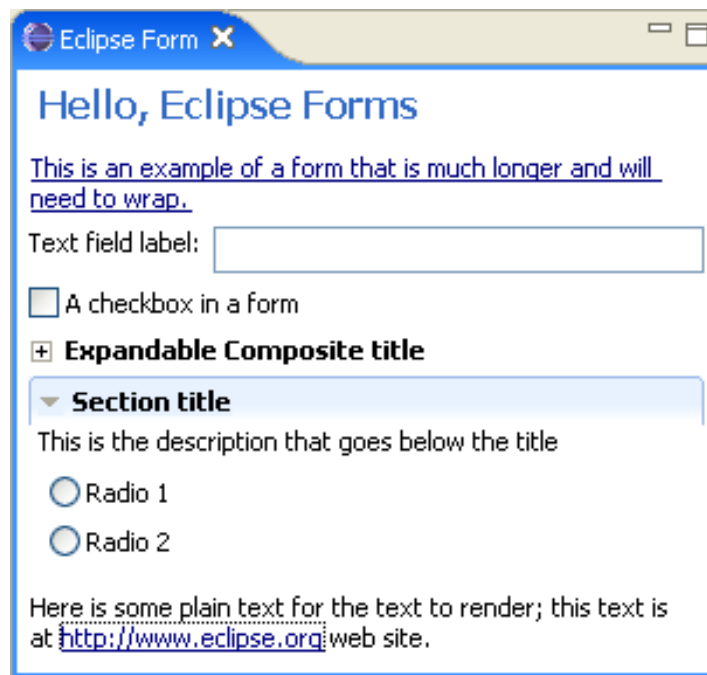 Eclipse Form
Hello, Eclipse Forms
This is an example of a form that is much longer and will
need to wrap.
Text field label:
A checkbox in a form
Expandable Composite title
Section title
This is the description that goes below the title
Radio 1
Radio 2
Here is some plain text for the text to render; this text is
at http://www.eclipse.org web site.